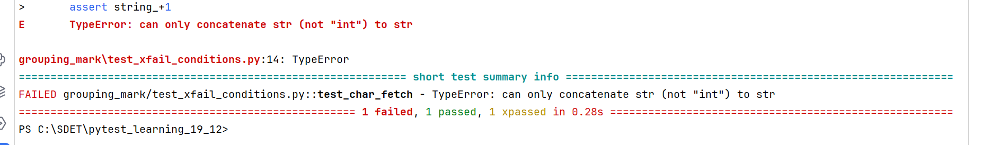 >       assert string_+1
E       TypeError: can only concatenate str (not "int") to str
grouping_mark\test_xfail_conditions.py:14: TypeError
============================================================= short test summary info =============================================================
FAILED grouping_mark/test_xfail_conditions.py::test_char_fetch - TypeError: can only concatenate str (not "int") to str
===================================================== 1 failed, 1 passed, 1 xpassed in 0.28s ======================================================
PS C:\SDET\pytest_learning_19_12>